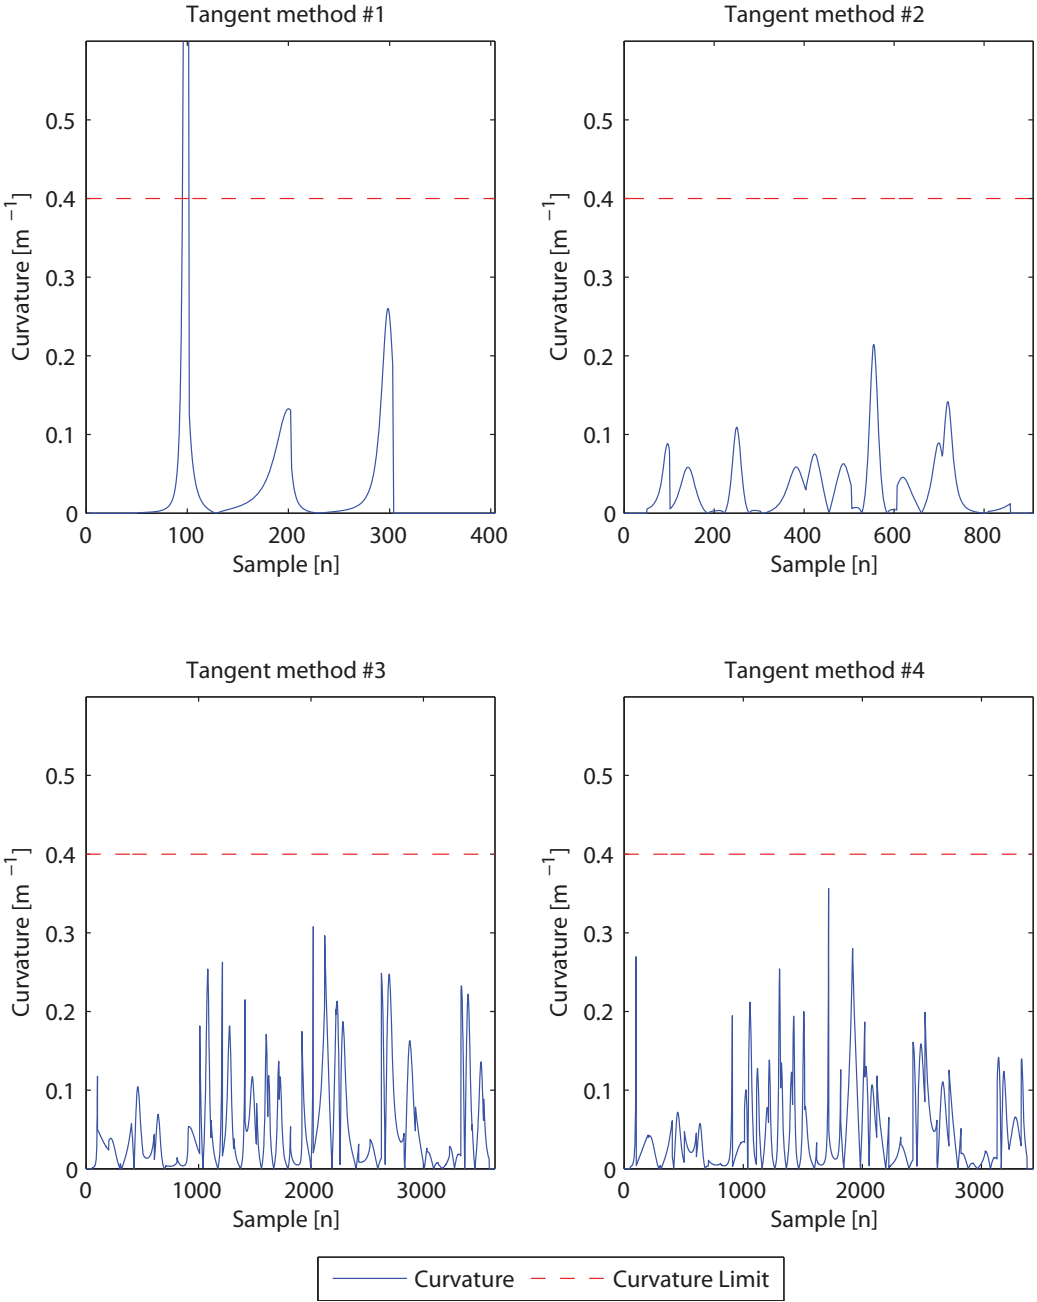 Tangent method #1
0.5
0.4
0.3
0.2
0.1
0
Curvature [m⁻¹]
0 100 200 300 400
Sample [n]
Tangent method #2
0.5
0.4
0.3
0.2
0.1
0
Curvature [m⁻¹]
0 200 400 600 800
Sample [n]
Tangent method #3
0.5
0.4
0.3
0.2
0.1
0
Curvature [m⁻¹]
0 1000 2000 3000
Sample [n]
Tangent method #4
0.5
0.4
0.3
0.2
0.1
0
Curvature [m⁻¹]
0 1000 2000 3000
Sample [n]
Curvature Curvature Limit